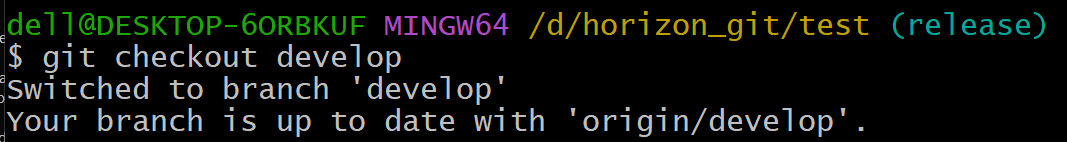 dell@DESKTOP-6ORBKUF MINGW64 /d/horizon_git/test (release)
$ git checkout develop
Switched to branch 'develop'
Your branch is up to date with 'origin/develop'.